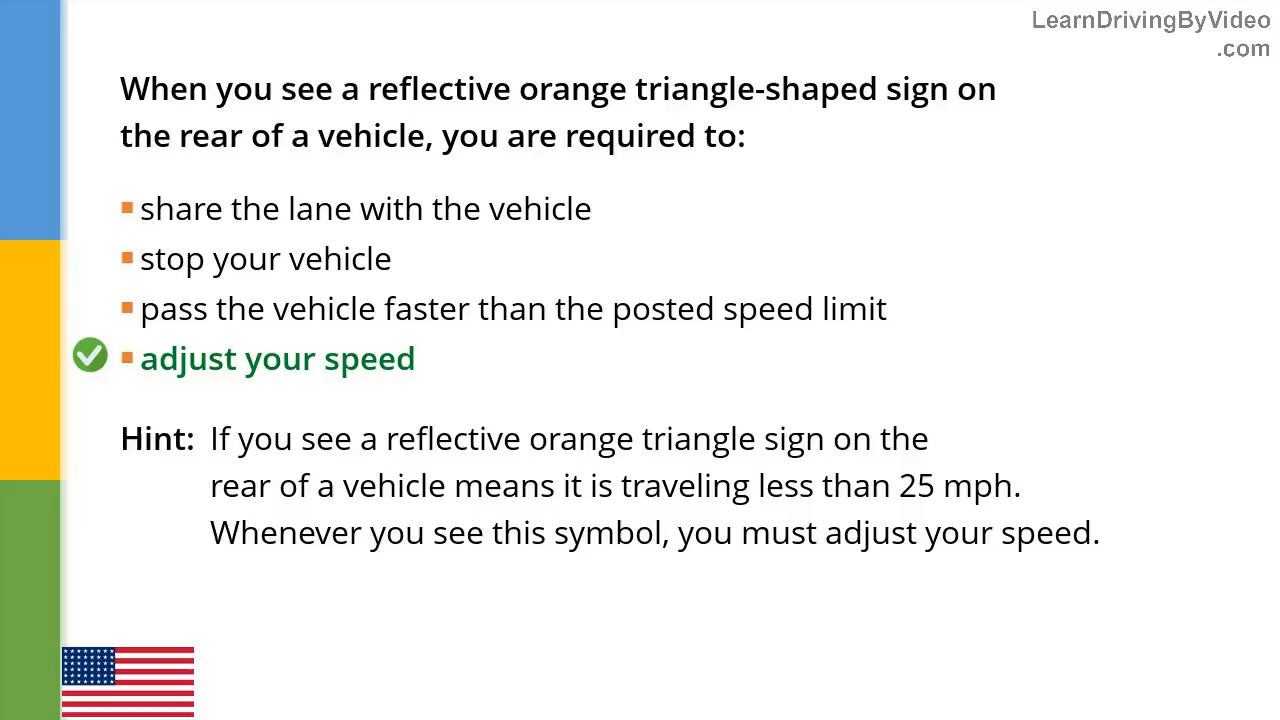 LearnDrivingByVideo
.com
When you see a reflective orange triangle-shaped sign on
the rear of a vehicle, you are required to:
share the lane with the vehicle
stop your vehicle
pass the vehicle faster than the posted speed limit
adjust your speed
Hint: If you see a reflective orange triangle sign on the
rear of a vehicle means it is traveling less than 25 mph.
Whenever you see this symbol, you must adjust your speed.